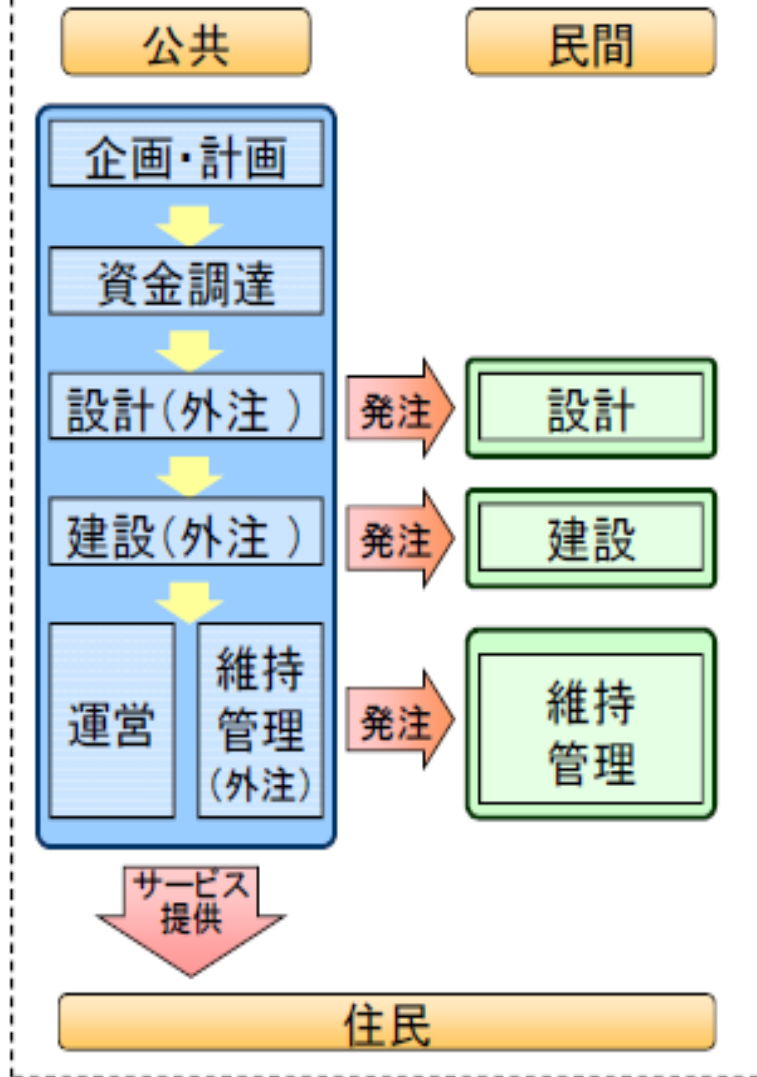 公共
民間
企画・計画
資金調達
設計(外注 )
発注
設計
建設(外注 )
発注
建設
運営
維持
管理
(外注)
発注
維持
管理
サービス
提供
住民